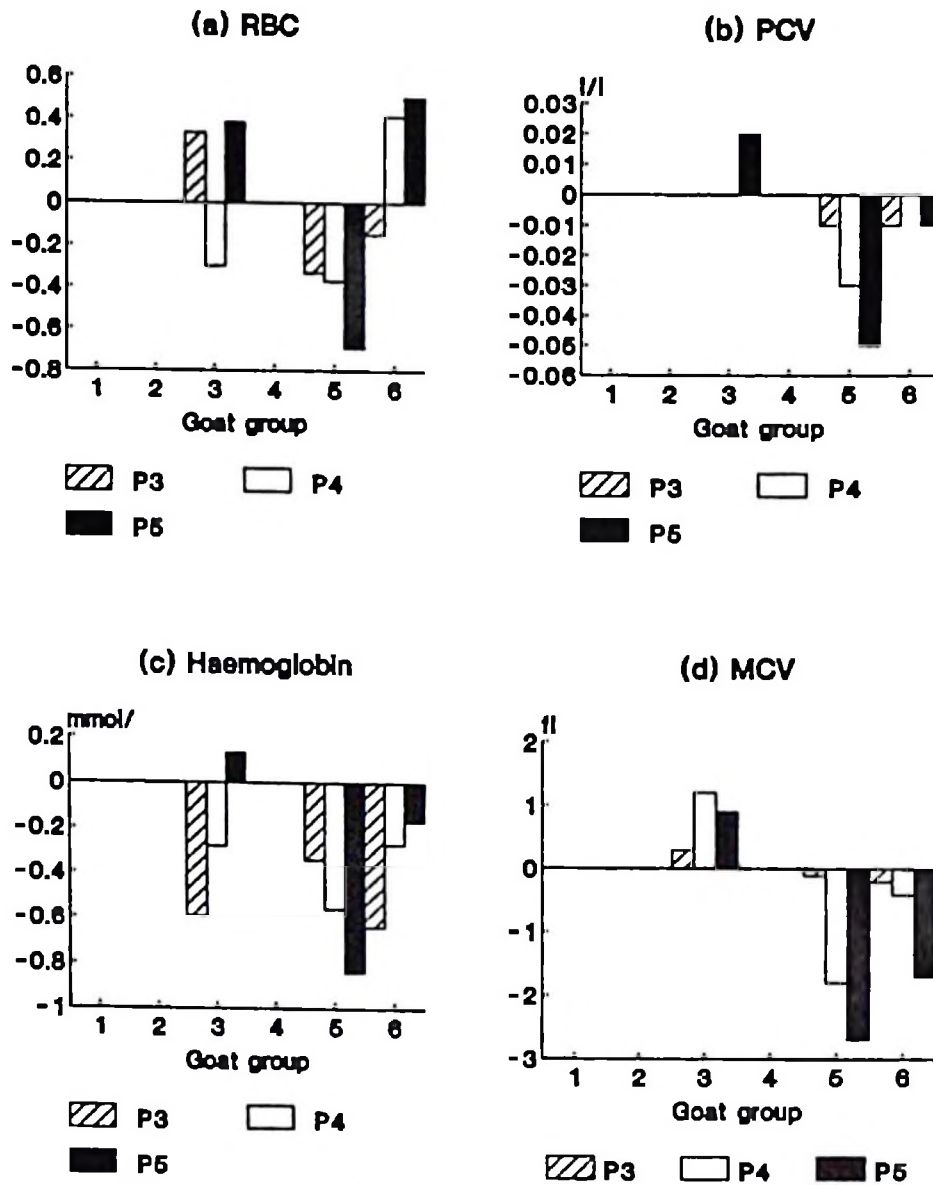 (a) RBC
0.6
0.4
0.2
0
-0.2
-0.4
-0.6
-0.8
1 2 3 4 5 6
Goat group
P3 P4
P5
(b) PCV
l/l
0.03
0.02
0.01
0
-0.01
-0.02
-0.03
-0.04
-0.05
-0.06
1 2 3 4 5 6
Goat group
P3 P4
P5
(c) Haemoglobin
mmol/
0.2
0
-0.2
-0.4
-0.6
-0.8
-1
1 2 3 4 5 6
Goat group
P3 P4
P5
(d) MCV
fl
2
1
0
-1
-2
-3
1 2 3 4 5 6
Goat group
P3 P4 P5